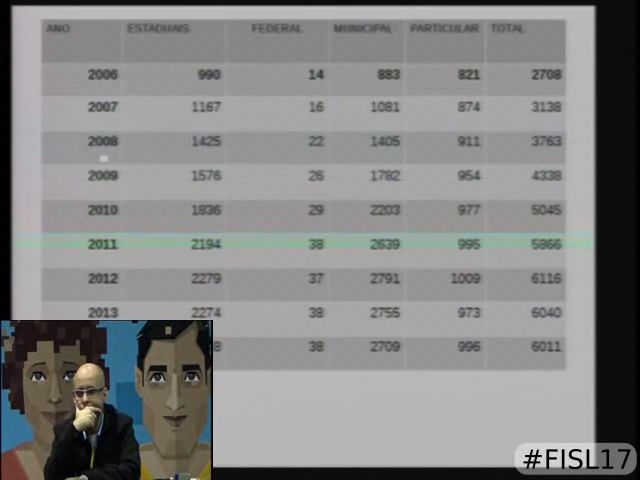 ANO ESTADUAIS FEDERAL MUNICIPAL PARTICULAR TOTAL
2006 990 14 883 821 2708
2007 1167 16 1081 874 3138
2008 1425 22 1405 911 3763
2009 1576 26 1782 954 4338
2010 1836 29 2203 977 5045
2011 2194 38 2639 995 5866
2012 2279 37 2791 1009 6116
2013 2274 38 2755 973 6040
38 2709 996 6011
#FISL17